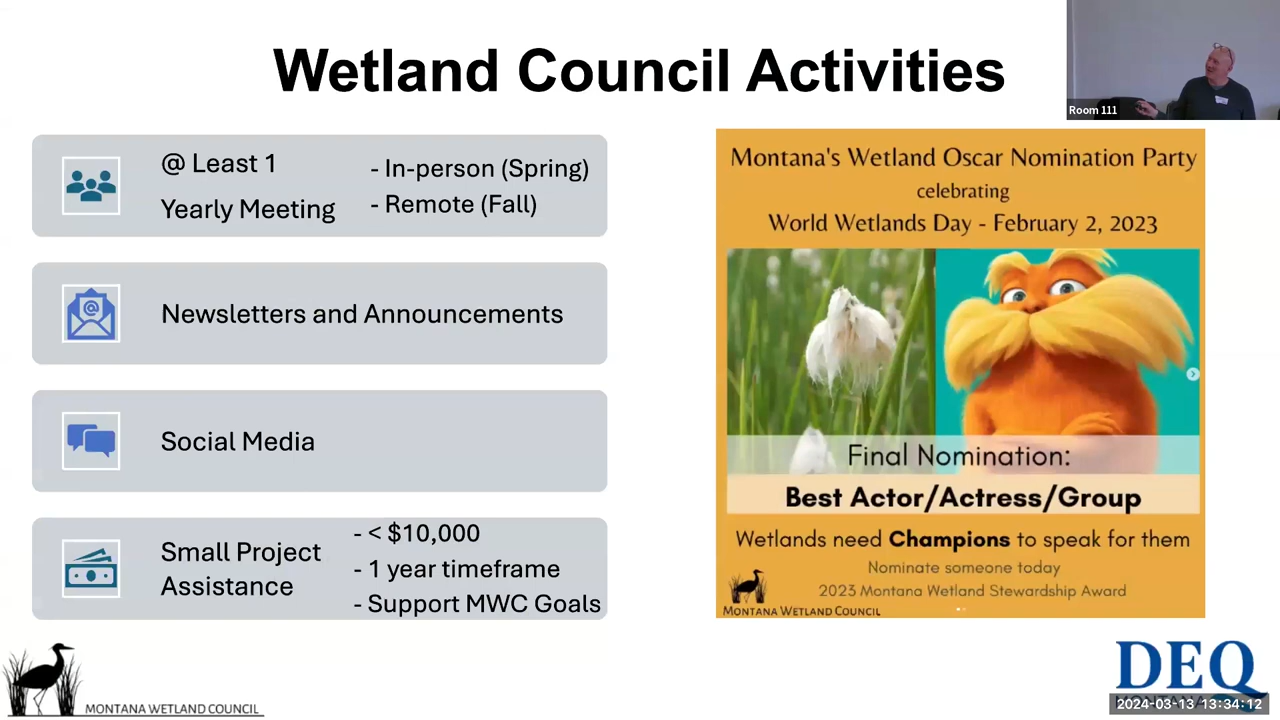 Wetland Council Activities
Room 111
@ Least 1
Yearly Meeting
- In-person (Spring)
- Remote (Fall)
Newsletters and Announcements
Social Media
Small Project
Assistance
- < $10,000
- 1 year timeframe
- Support MWC Goals
Montana's Wetland Oscar Nomination Party
celebrating
World Wetlands Day - February 2, 2023
Final Nomination:
Best Actor/Actress/Group
Wetlands need Champions to speak for them
Nominate someone today
2023 Montana Wetland Stewardship Award
MONTANA WETLAND COUNCIL
MONTANA WETLAND COUNCIL
DEQ
2024-03-13 13:34:12